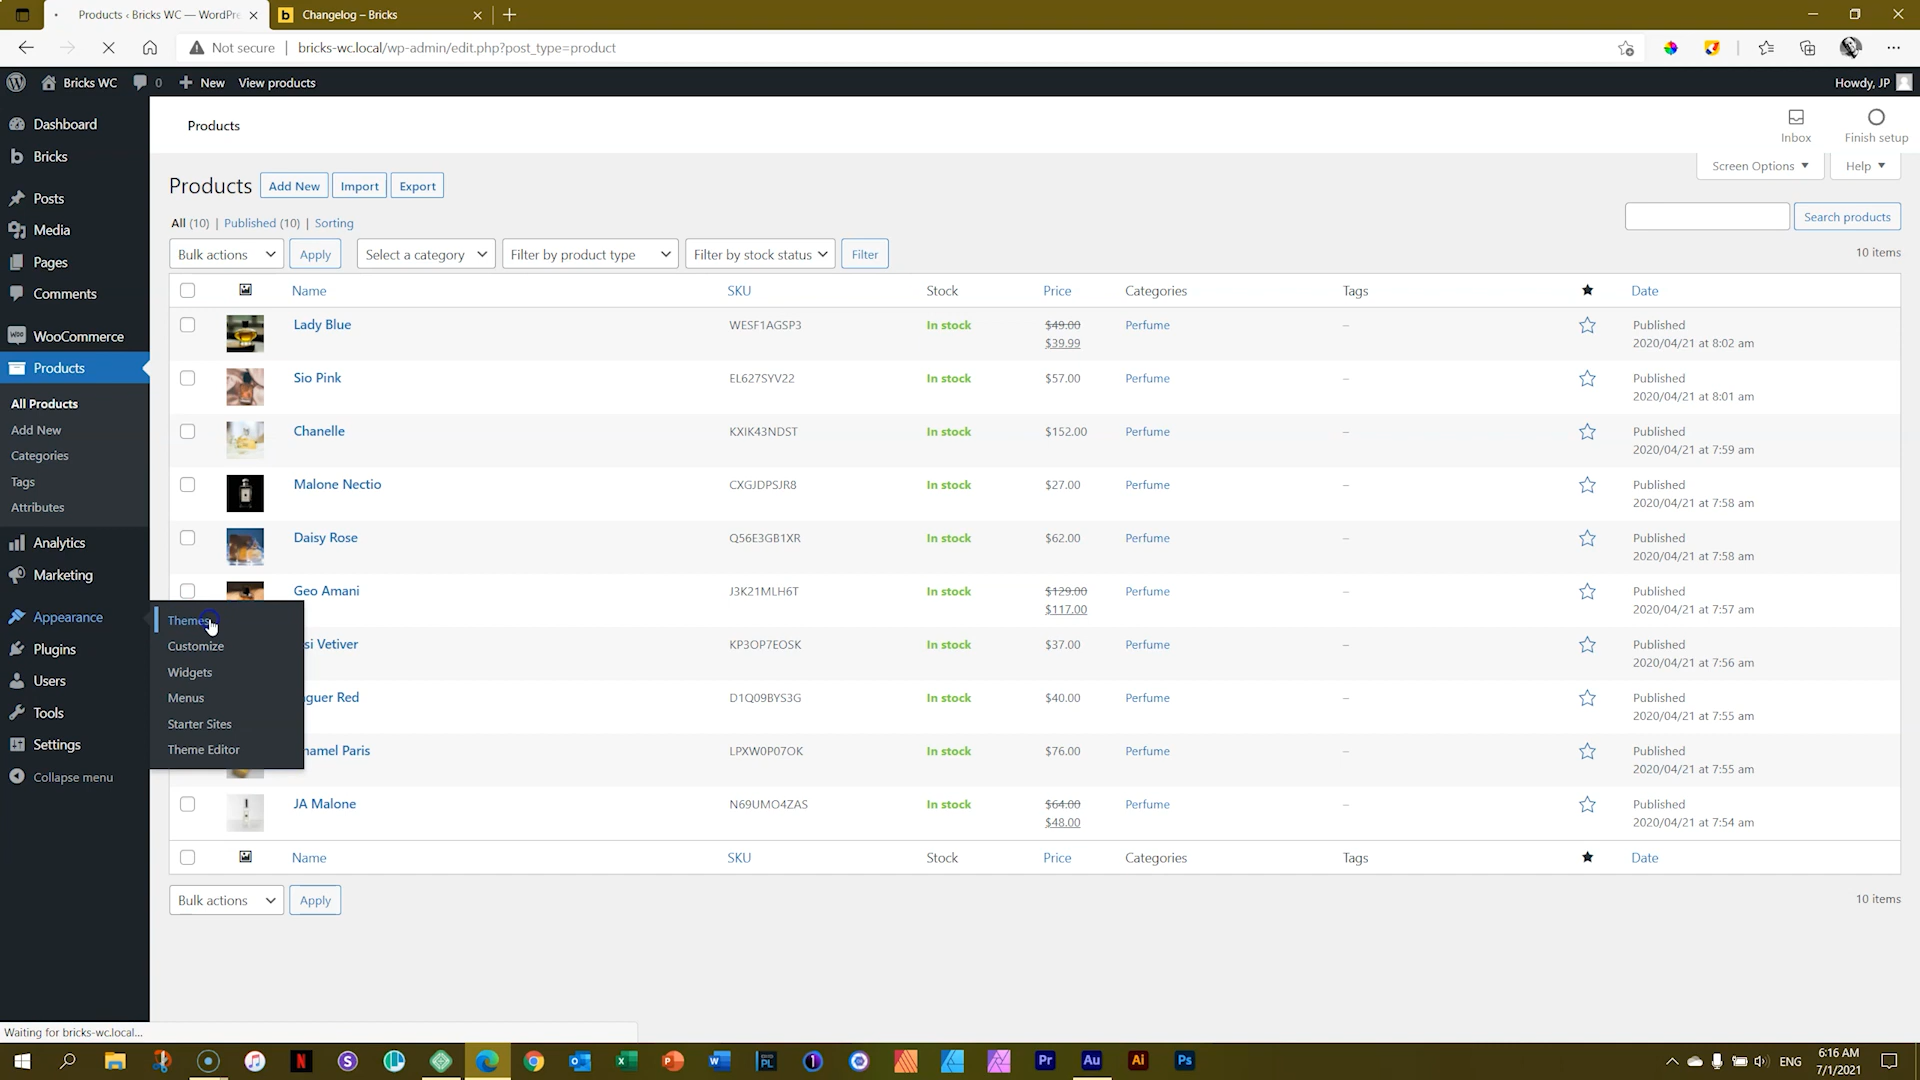 Products ‹ Bricks WC — WordPre
Changelog – Bricks
Not secure
bricks-wc.local/wp-admin/edit.php?post_type=product
Bricks WC
0
New
View products
Howdy, JP
Dashboard
Bricks
Posts
Media
Pages
Comments
WooCommerce
Products
All Products
Add New
Categories
Tags
Attributes
Analytics
Marketing
Appearance
Plugins
Users
Tools
Settings
Collapse menu
Themes
Customize
Widgets
Menus
Starter Sites
Theme Editor
Products
Inbox
Finish setup
Screen Options
Help
Products
Add New
Import
Export
All (10) | Published (10) | Sorting
Search products
Bulk actions
Apply
Select a category
Filter by product type
Filter by stock status
Filter
10 items
Name SKU Stock Price Categories Tags Date
Lady Blue WESF1AGSP3 In stock $49.00 Perfume – Published
$39.99 2020/04/21 at 8:02 am
Sio Pink EL627SYV22 In stock $57.00 Perfume – Published
2020/04/21 at 8:01 am
Chanelle KXIK43NDST In stock $152.00 Perfume – Published
2020/04/21 at 7:59 am
Malone Nectio CXGJDPSJR8 In stock $27.00 Perfume – Published
2020/04/21 at 7:58 am
Daisy Rose Q56E3GB1XR In stock $62.00 Perfume – Published
2020/04/21 at 7:58 am
Geo Amani J3K21MLH6T In stock $129.00 Perfume – Published
$117.00 2020/04/21 at 7:57 am
si Vetiver KP3OP7EOSK In stock $37.00 Perfume – Published
2020/04/21 at 7:56 am
guer Red D1Q09BYS3G In stock $40.00 Perfume – Published
2020/04/21 at 7:55 am
hamel Paris LPXW0P07OK In stock $76.00 Perfume – Published
2020/04/21 at 7:55 am
JA Malone N69UMO4ZAS In stock $64.00 Perfume – Published
$48.00 2020/04/21 at 7:54 am
Name SKU Stock Price Categories Tags Date
Bulk actions
Apply
10 items
Waiting for bricks-wc.local...
ENG
6:16 AM
7/1/2021